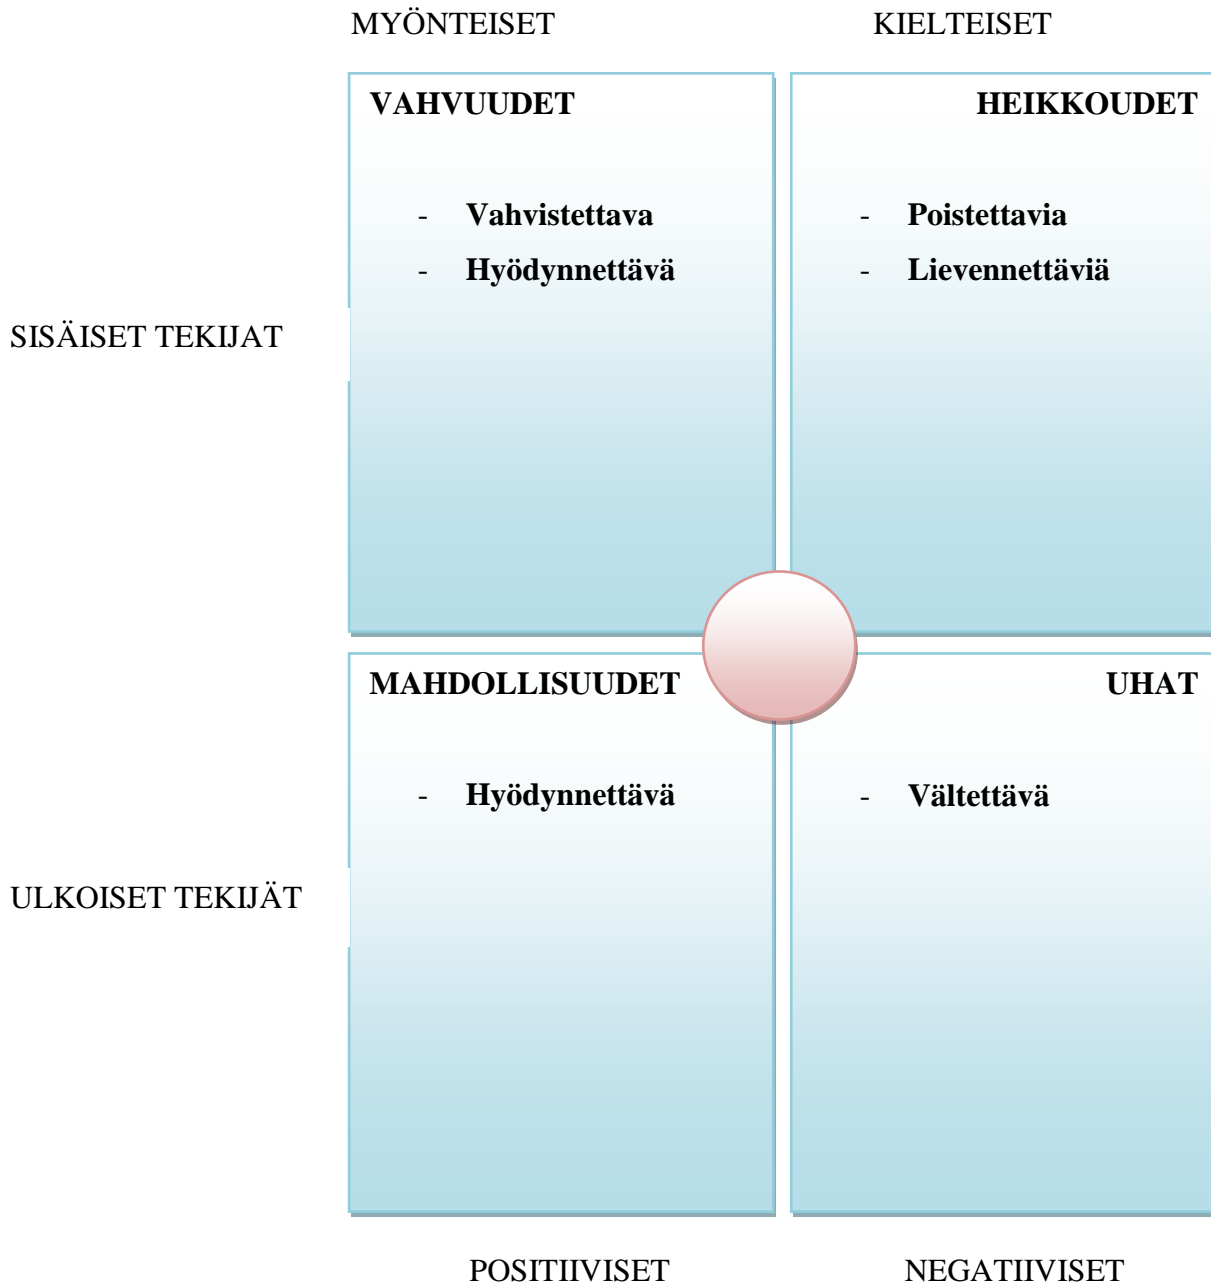 MYÖNTEISET KIELTEISET
VAHVUUDET
- Vahvistettava
- Hyödynnettävä
HEIKKOUDET
- Poistettavia
- Lievennettäviä
SISÄISET TEKIJAT
MAHDOLLISUUDET
- Hyödynnettävä
UHAT
- Vältettävä
ULKOISET TEKIJÄT
POSITIIVISET NEGATIIVISET